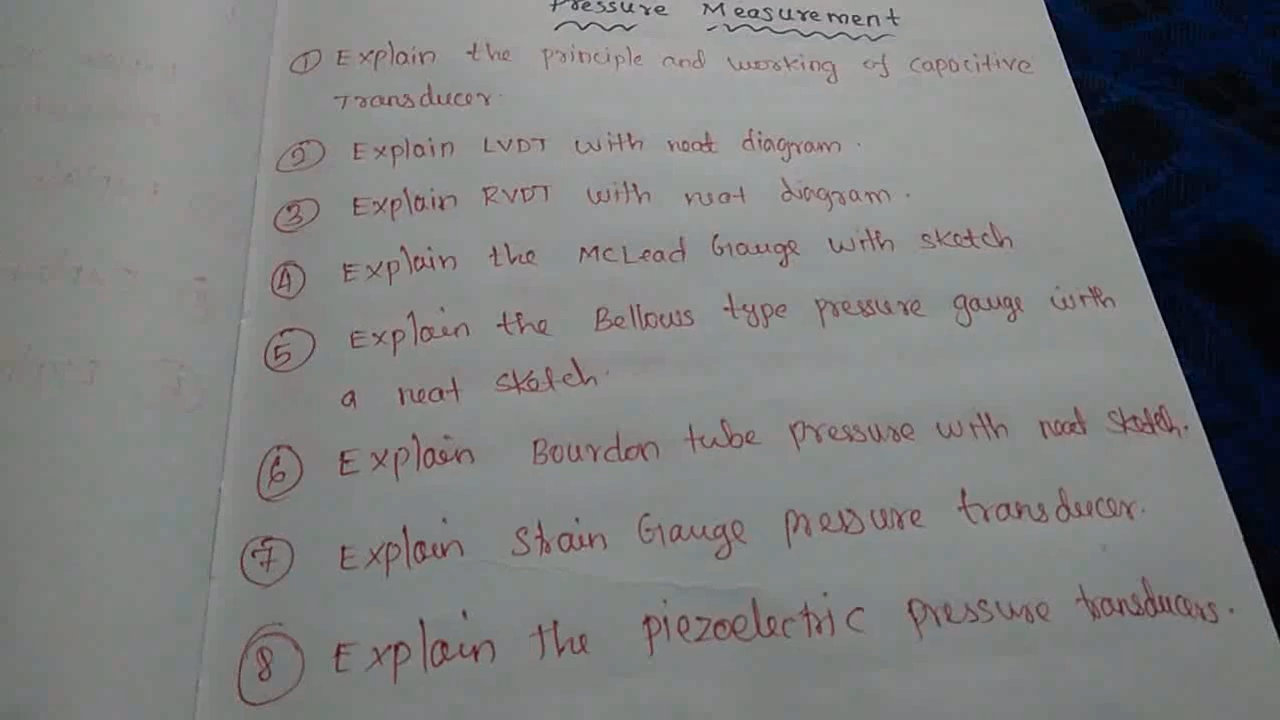 Pressure Measurement
① Explain the principle and working of capacitive
Transducer.
② Explain LVDT with neat diagram.
③ Explain RVDT with neat diagram.
④ Explain the McLead Gauge with sketch
⑤ Explain the Bellows type pressure gauge with
a neat sketch.
⑥ Explain Bourdon tube pressure with neat sketch.
⑦ Explain Strain Gauge pressure transducer.
⑧ Explain the piezoelectric pressure transducers.